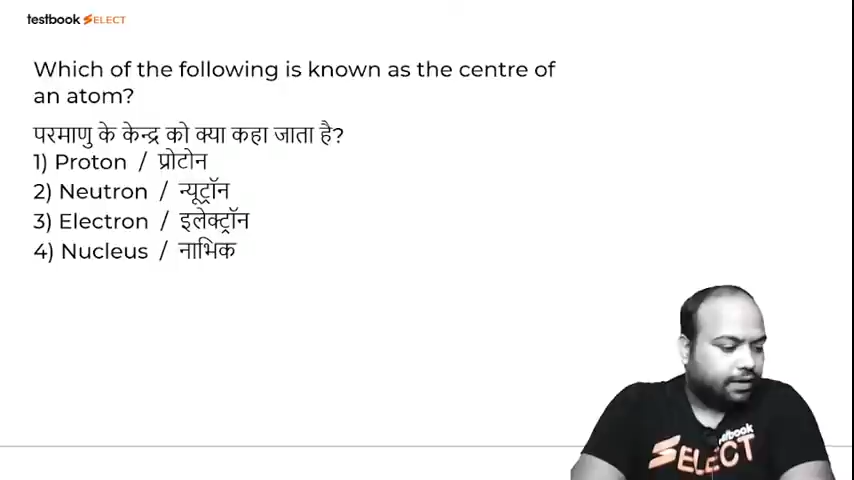 testbook SELECT
Which of the following is known as the centre of
an atom?
परमाणु के केन्द्र को क्या कहा जाता है?
1) Proton / प्रोटोन
2) Neutron / न्यूट्रॉन
3) Electron / इलेक्ट्रॉन
4) Nucleus / नाभिक
testbook
SELECT